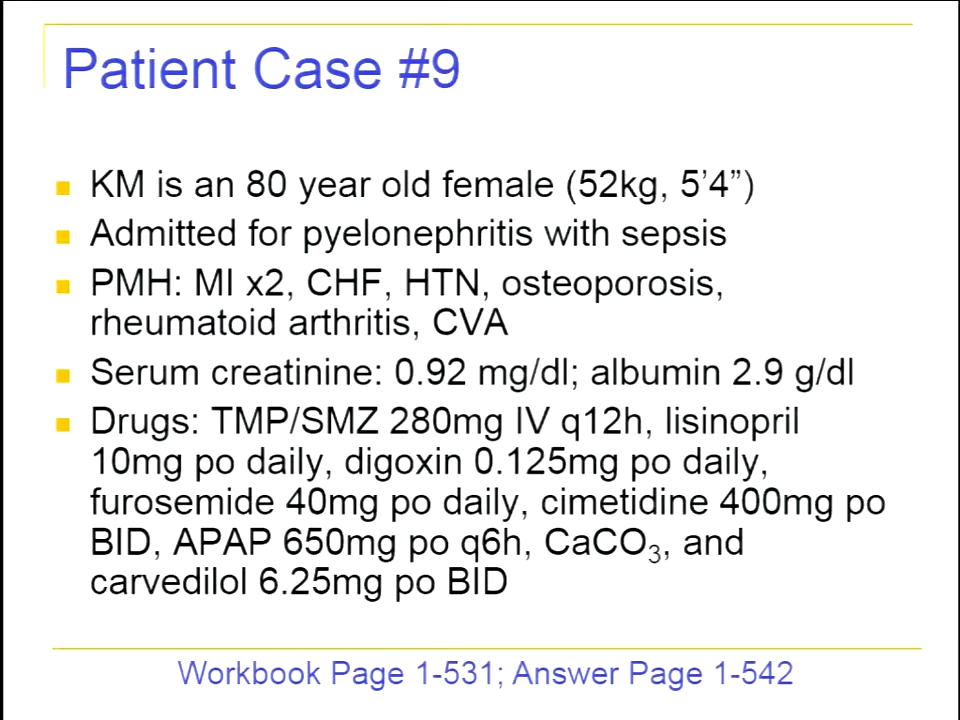 Patient Case #9
KM is an 80 year old female (52kg, 5’4”)
Admitted for pyelonephritis with sepsis
PMH: MI x2, CHF, HTN, osteoporosis,
rheumatoid arthritis, CVA
Serum creatinine: 0.92 mg/dl; albumin 2.9 g/dl
Drugs: TMP/SMZ 280mg IV q12h, lisinopril
10mg po daily, digoxin 0.125mg po daily,
furosemide 40mg po daily, cimetidine 400mg po
BID, APAP 650mg po q6h, CaCO₃, and
carvedilol 6.25mg po BID
Workbook Page 1-531; Answer Page 1-542